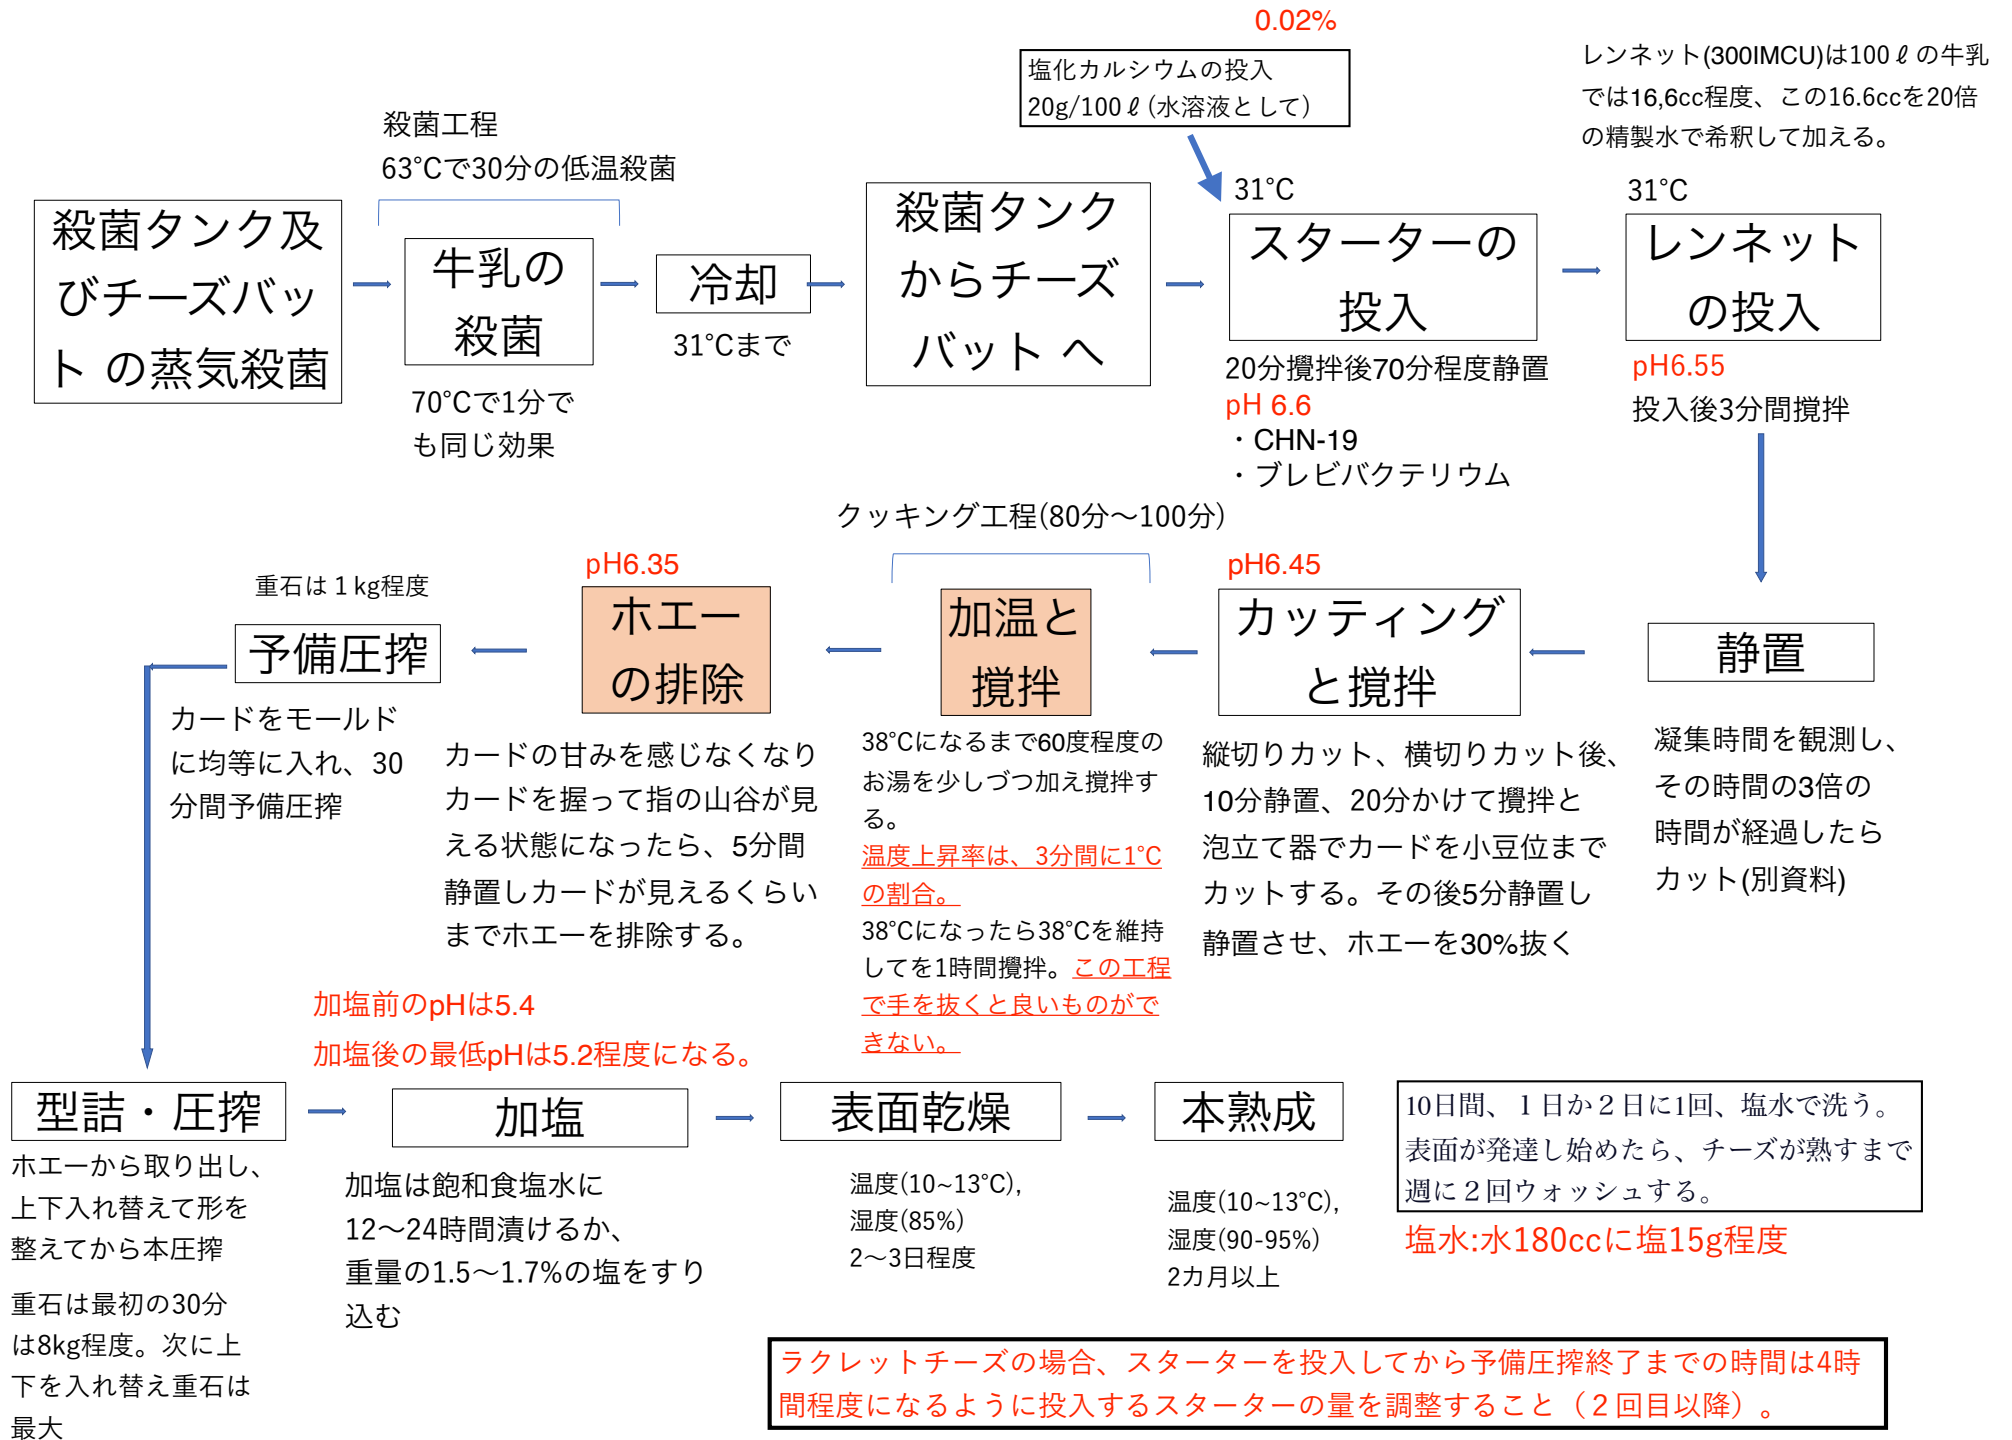 0.02%
塩化カルシウムの投入
20g/100ℓ(水溶液として)
レンネット(300IMCU)は100ℓの牛乳
では16,6cc程度、この16.6ccを20倍
の精製水で希釈して加える。
殺菌工程
63°Cで30分の低温殺菌
殺菌タンク及
びチーズバッ
ト の蒸気殺菌
牛乳の
殺菌
70°Cで1分で
も同じ効果
冷却
31°Cまで
殺菌タンク
からチーズ
バット へ
31°C
スターターの
投入
20分攪拌後70分程度静置
pH 6.6
・CHN-19
・ブレビバクテリウム
31°C
レンネット
の投入
pH6.55
投入後3分間撹拌
静置
凝集時間を観測し、
その時間の3倍の
時間が経過したら
カット(別資料)
pH6.45
カッティング
と撹拌
縦切りカット、横切りカット後、
10分静置、20分かけて攪拌と
泡立て器でカードを小豆位まで
カットする。その後5分静置し
静置させ、ホエーを30%抜く
クッキング工程(80分〜100分)
加温と
撹拌
38°Cになるまで60度程度の
お湯を少しづつ加え撹拌す
る。
温度上昇率は、3分間に1°C
の割合。
38°Cになったら38°Cを維持
してを1時間攪拌。この工程
で手を抜くと良いものがで
きない。
pH6.35
ホエー
の排除
カードの甘みを感じなくなり
カードを握って指の山谷が見
える状態になったら、5分間
静置しカードが見えるくらい
までホエーを排除する。
重石は１kg程度
予備圧搾
カードをモールド
に均等に入れ、30
分間予備圧搾
型詰・圧搾
ホエーから取り出し、
上下入れ替えて形を
整えてから本圧搾
重石は最初の30分
は8kg程度。次に上
下を入れ替え重石は
最大
加塩前のpHは5.4
加塩後の最低pHは5.2程度になる。
加塩
加塩は飽和食塩水に
12〜24時間漬けるか、
重量の1.5〜1.7%の塩をすり
込む
表面乾燥
温度(10~13°C),
湿度(85%)
2〜3日程度
本熟成
温度(10~13°C),
湿度(90-95%)
2カ月以上
10日間、１日か２日に1回、塩水で洗う。
表面が発達し始めたら、チーズが熟すまで
週に２回ウォッシュする。
塩水:水180ccに塩15g程度
ラクレットチーズの場合、スターターを投入してから予備圧搾終了までの時間は4時
間程度になるように投入するスターターの量を調整すること（２回目以降）。